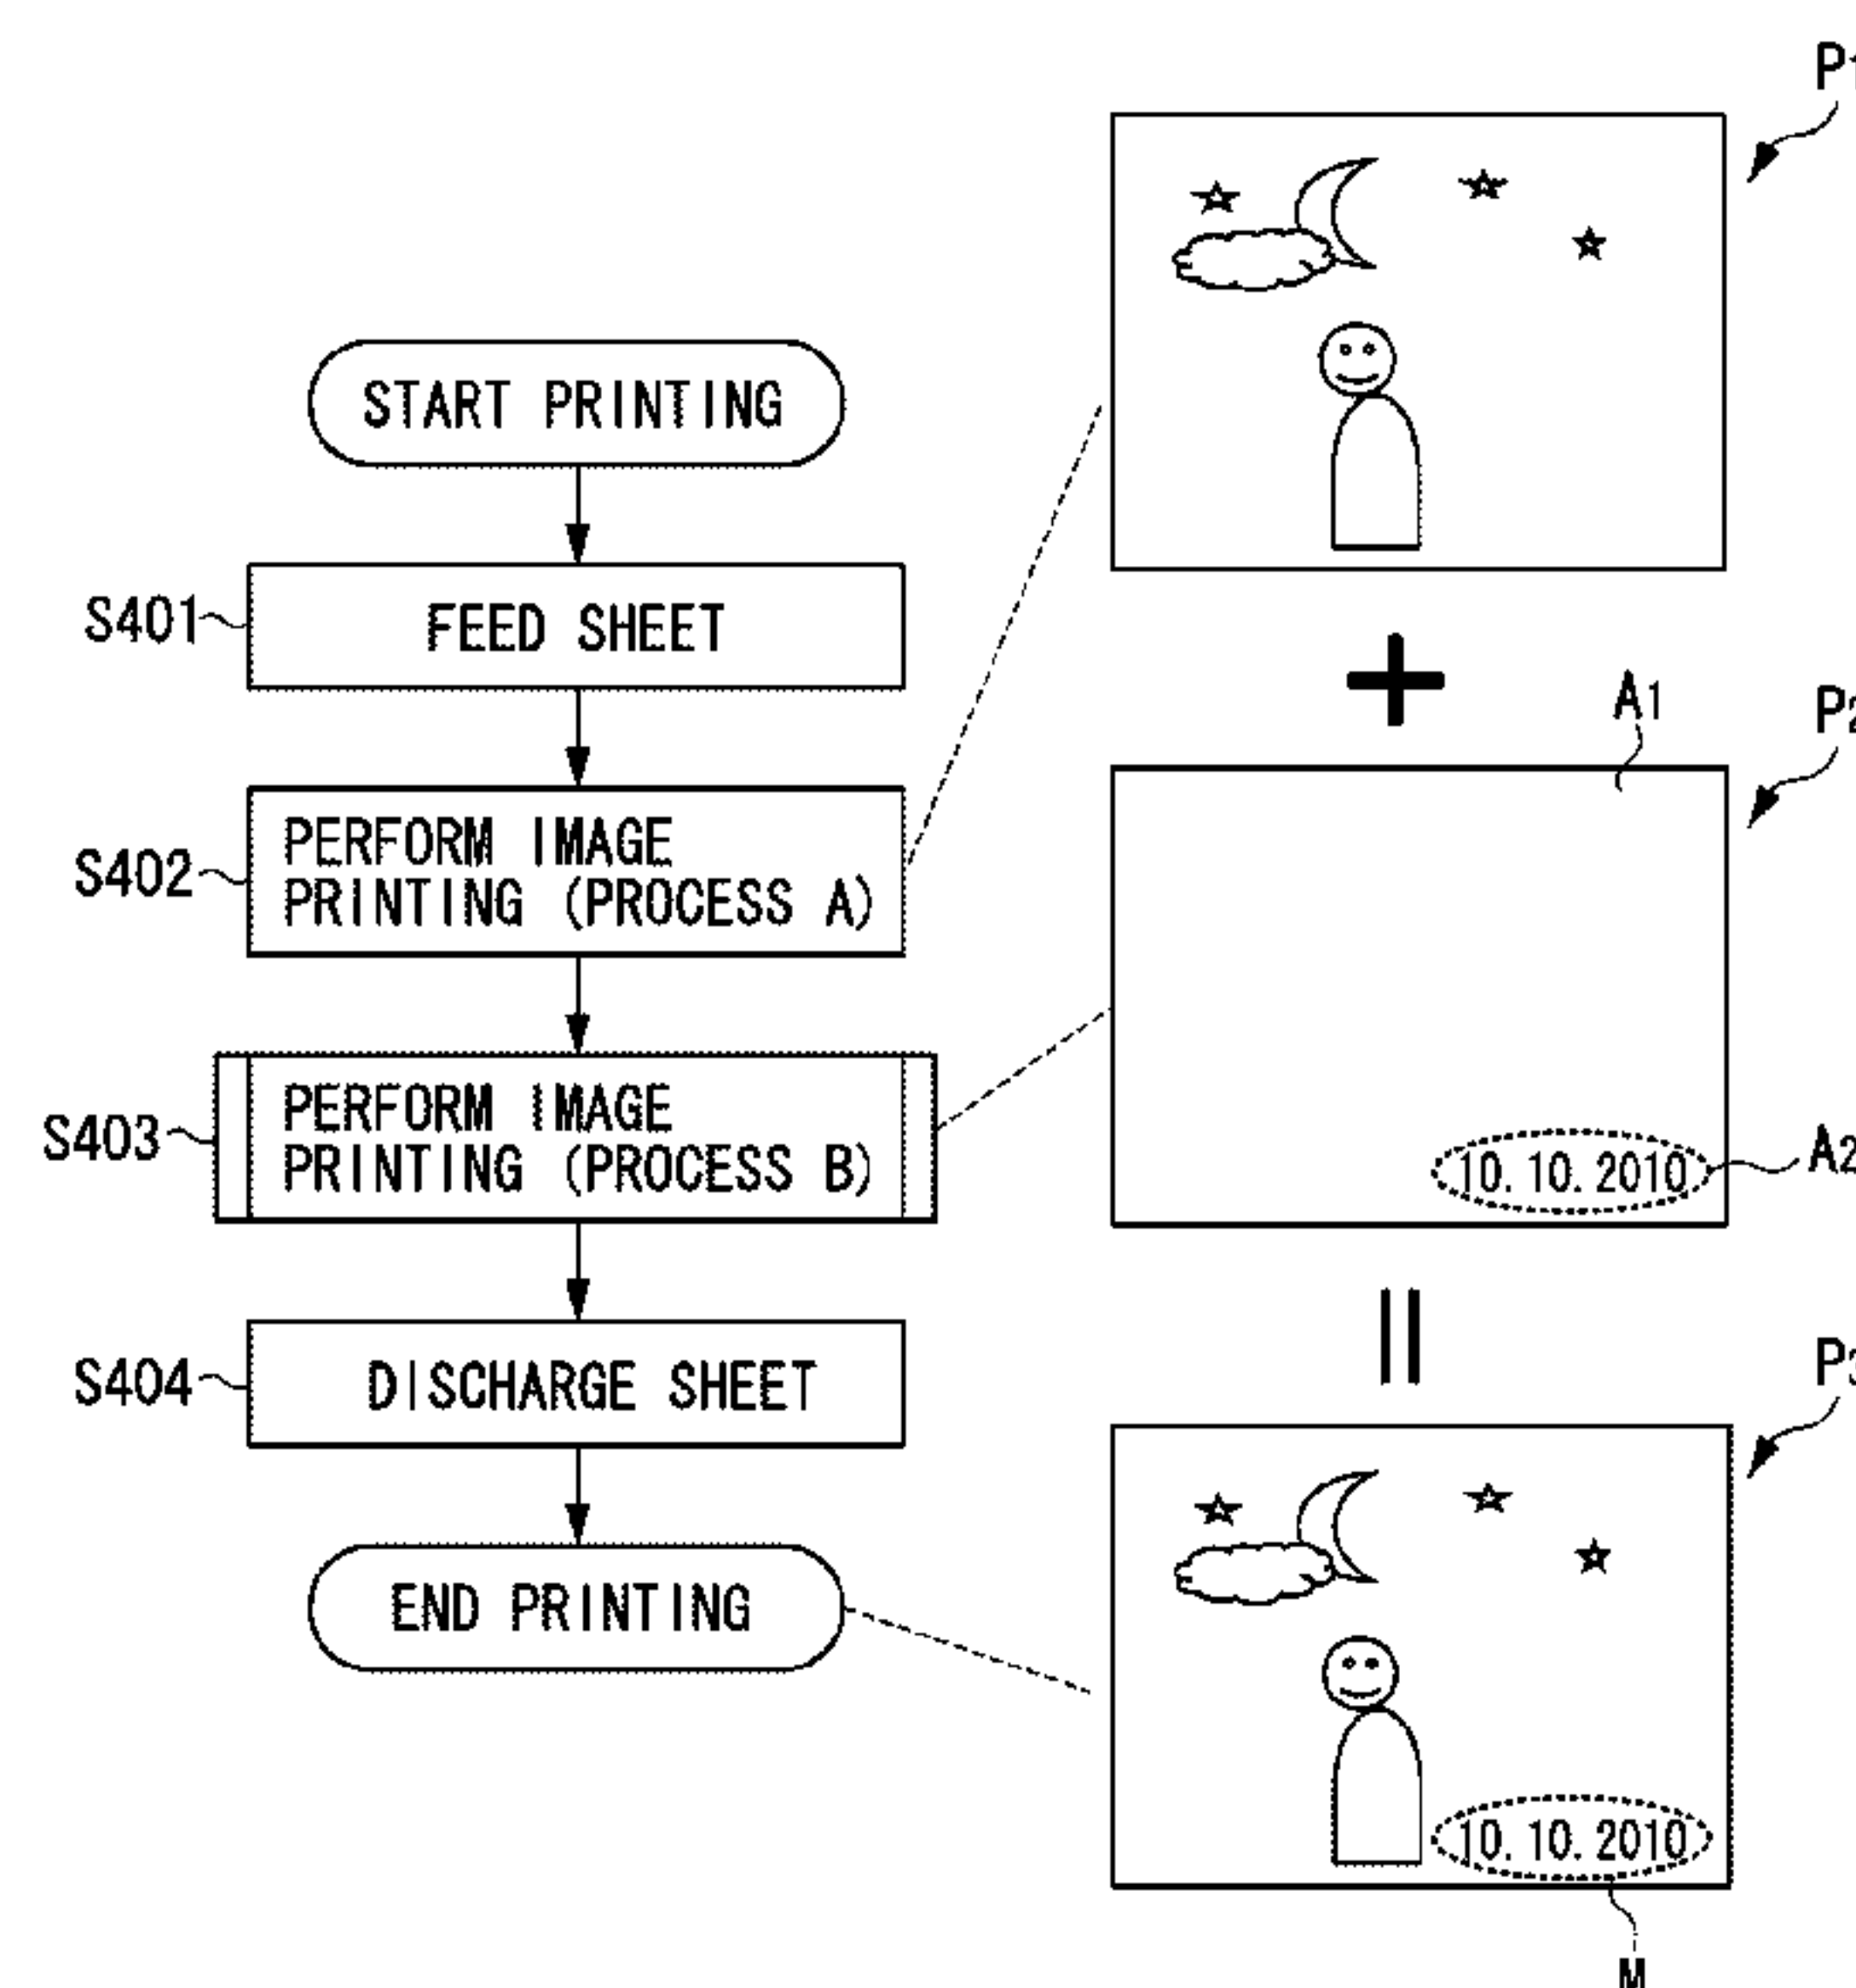 START PRINTING
S401
FEED SHEET
S402
PERFORM IMAGE
PRINTING (PROCESS A)
S403
PERFORM IMAGE
PRINTING (PROCESS B)
S404
DISCHARGE SHEET
END PRINTING
P1
A1
P2
10.10.2010
A2
P3
10.10.2010
M